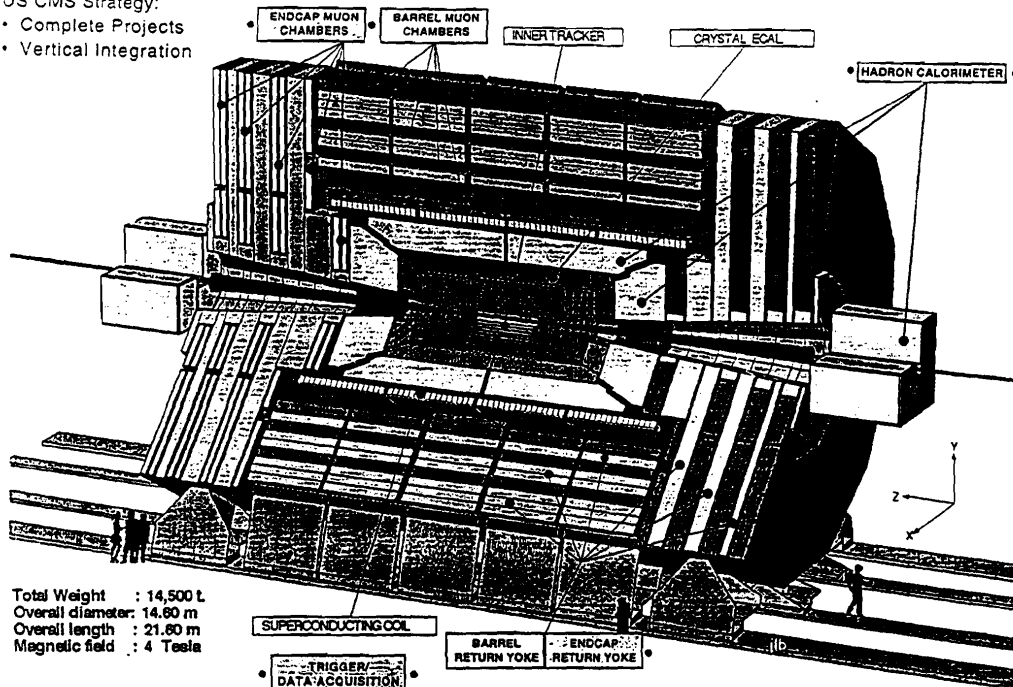 US CMS Strategy:
• Complete Projects
• Vertical Integration
• ENDCAP MUON
CHAMBERS
• BARREL MUON
CHAMBERS
INNER TRACKER
CRYSTAL ECAL
• HADRON CALORIMETER •
Y
Z
X
Total Weight : 14,500 t.
Overall diameter: 14.60 m
Overall length : 21.60 m
Magnetic field : 4 Tesla
SUPERCONDUCTING COIL
• TRIGGER/
DATA ACQUISITION •
BARREL
RETURN YOKE
ENDCAP
RETURN YOKE •